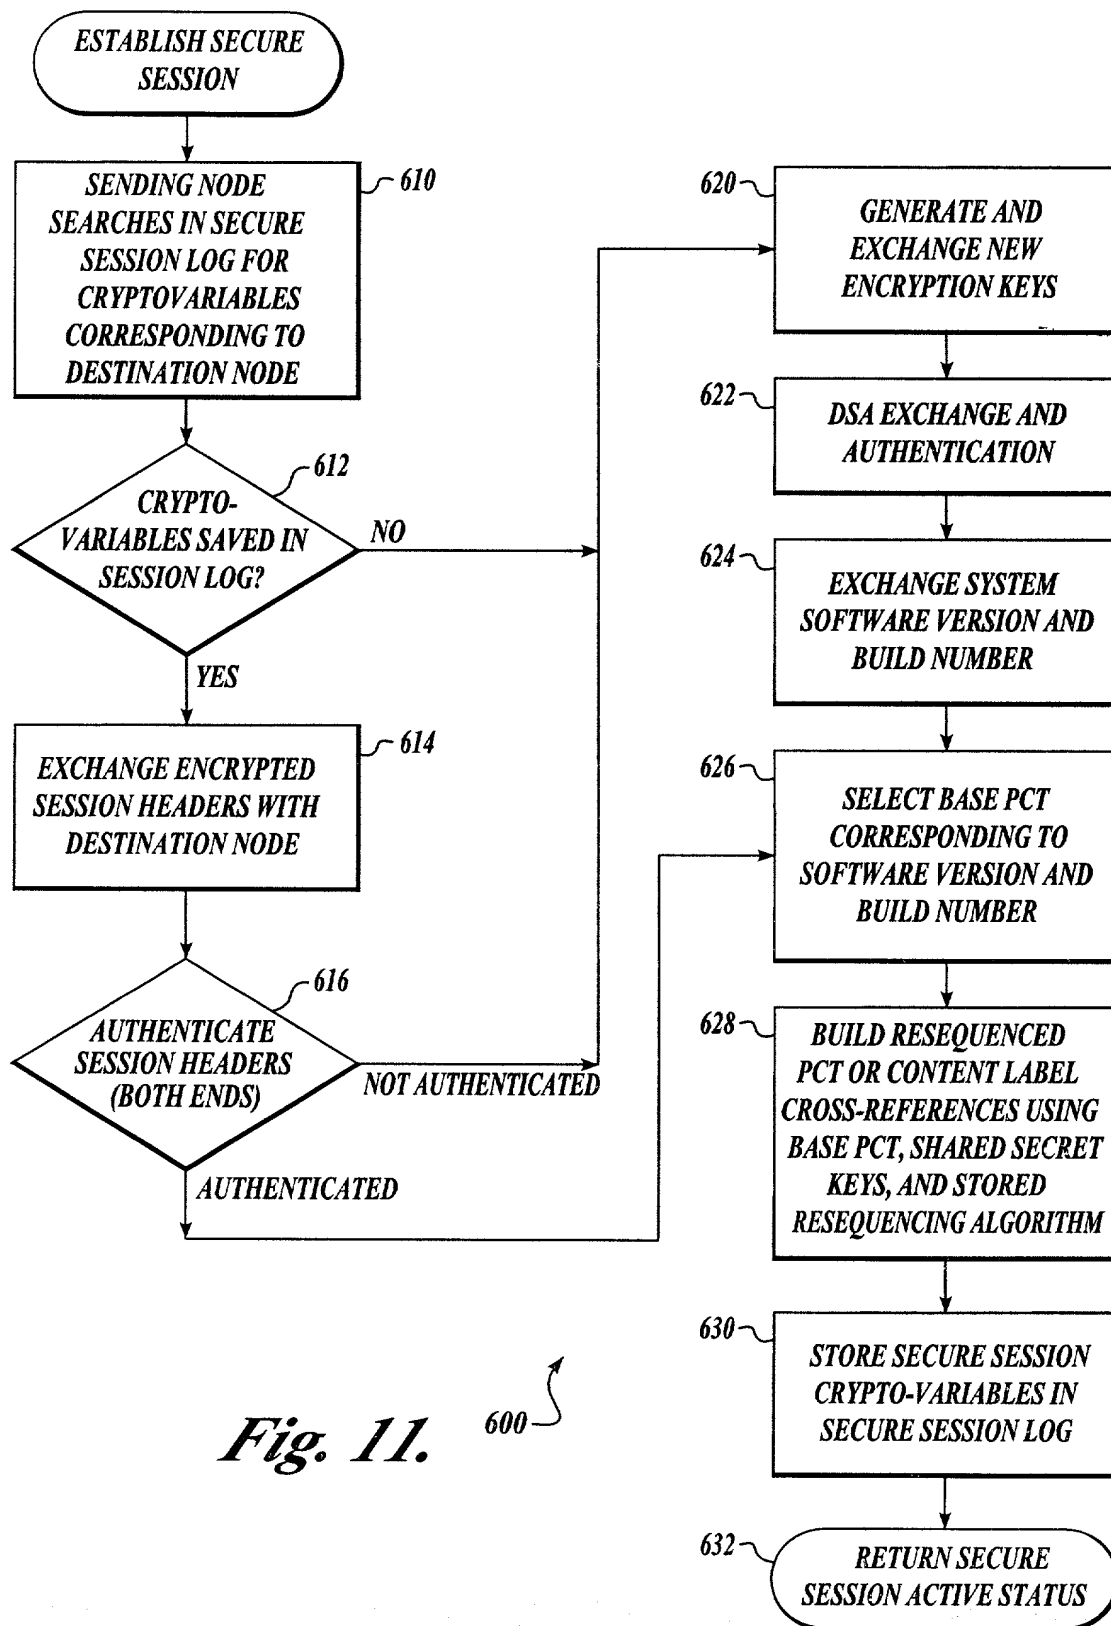 ESTABLISH SECURE
SESSION
SENDING NODE
SEARCHES IN SECURE
SESSION LOG FOR
CRYPTOVARIABLES
CORRESPONDING TO
DESTINATION NODE
610
CRYPTO-
VARIABLES SAVED IN
SESSION LOG?
612
NO
YES
EXCHANGE ENCRYPTED
SESSION HEADERS WITH
DESTINATION NODE
614
AUTHENTICATE
SESSION HEADERS
(BOTH ENDS)
616
NOT AUTHENTICATED
AUTHENTICATED
620
GENERATE AND
EXCHANGE NEW
ENCRYPTION KEYS
622
DSA EXCHANGE AND
AUTHENTICATION
624
EXCHANGE SYSTEM
SOFTWARE VERSION AND
BUILD NUMBER
626
SELECT BASE PCT
CORRESPONDING TO
SOFTWARE VERSION AND
BUILD NUMBER
628
BUILD RESEQUENCED
PCT OR CONTENT LABEL
CROSS-REFERENCES USING
BASE PCT, SHARED SECRET
KEYS, AND STORED
RESEQUENCING ALGORITHM
630
STORE SECURE SESSION
CRYPTO-VARIABLES IN
SECURE SESSION LOG
632
RETURN SECURE
SESSION ACTIVE STATUS
Fig. 11.
600